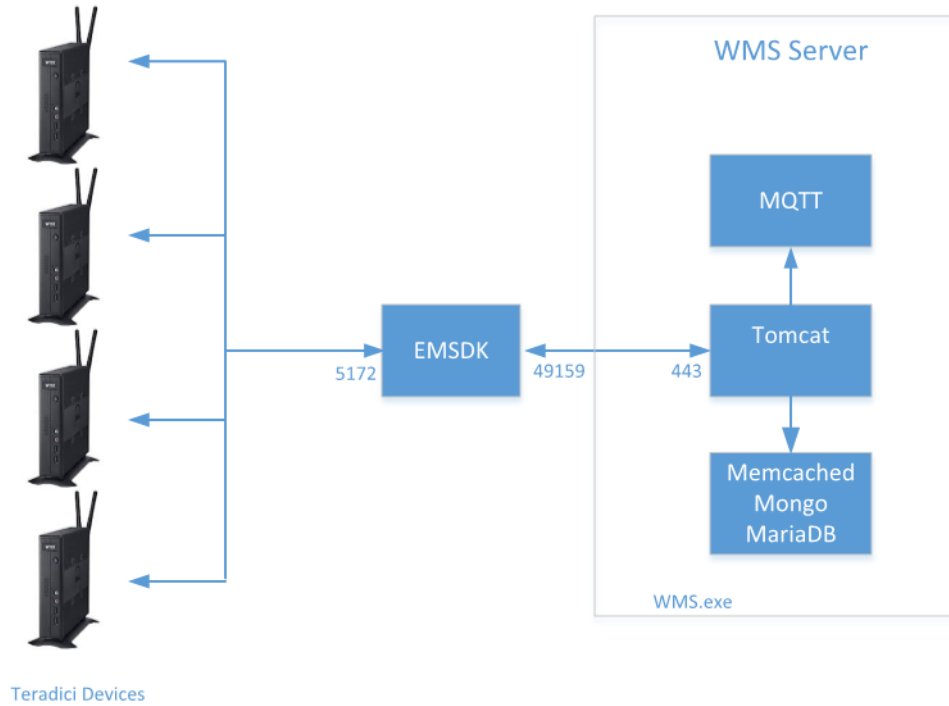 WMS Server
MQTT
Tomcat
EMSDK
5172
49159
443
Memcached
Mongo
MariaDB
WMS.exe
Teradici Devices